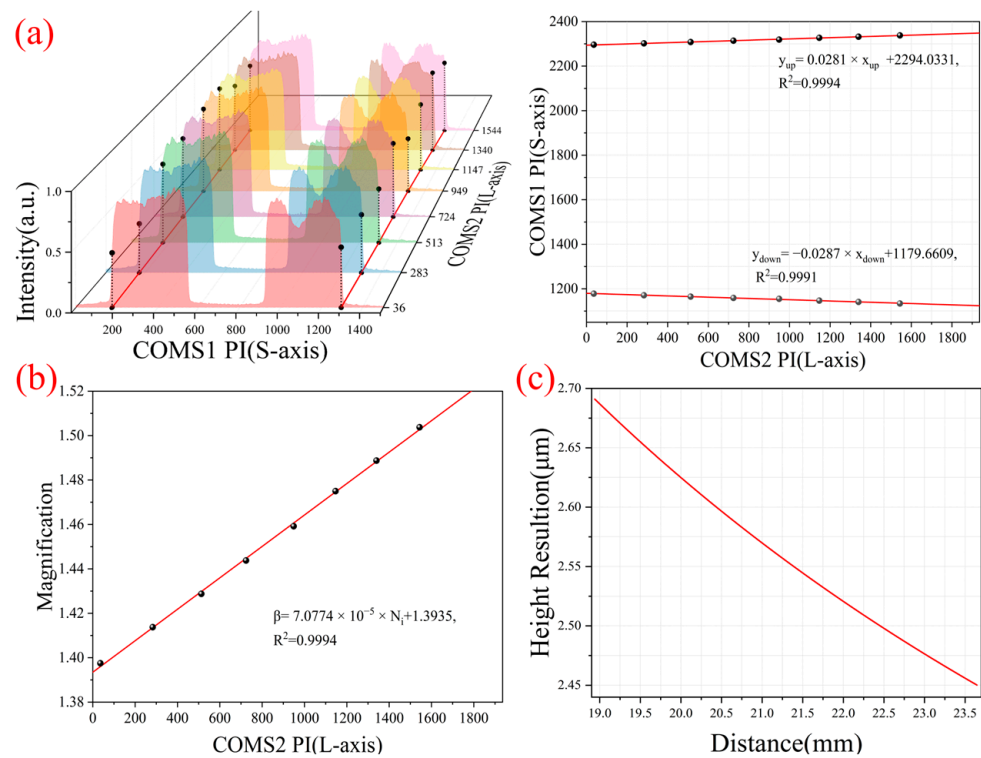 (a)
Intensity(a.u.)
1.0
0.5
0.0
200 400 600 800 1000 1200 1400
COMS1 PI(S-axis)
1544
1340
1147
949
724
513
283
36
COMS2 PI(L-axis)
COMS1 PI(S-axis)
2400
2200
2000
1800
1600
1400
1200
y_up= 0.0281 × x_up +2294.0331,
R²=0.9994
y_down= −0.0287 × x_down+1179.6609,
R²=0.9991
0 200 400 600 800 1000 1200 1400 1600 1800
COMS2 PI(L-axis)
(b)
Magnification
1.52
1.50
1.48
1.46
1.44
1.42
1.40
1.38
β= 7.0774 × 10⁻⁵ × Nᵢ+1.3935,
R²=0.9994
0 200 400 600 800 1000 1200 1400 1600 1800
COMS2 PI(L-axis)
(c)
Height Resultion(μm)
2.70
2.65
2.60
2.55
2.50
2.45
19.0 19.5 20.0 20.5 21.0 21.5 22.0 22.5 23.0 23.5
Distance(mm)